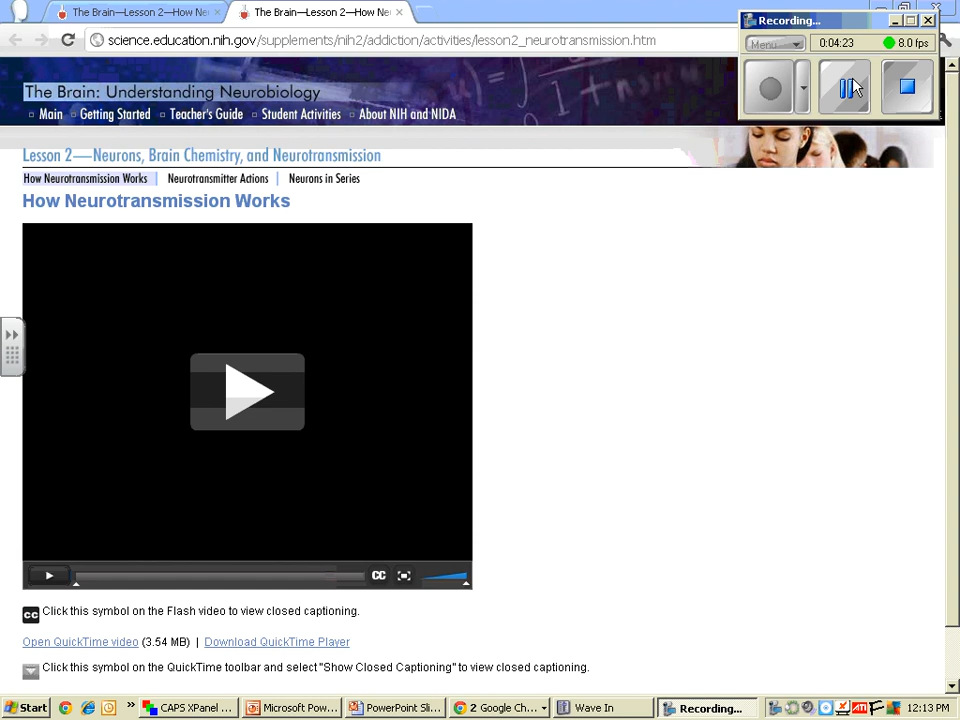 The Brain—Lesson 2—How Neu
The Brain—Lesson 2—How Neu
Recording...
science.education.nih.gov/supplements/nih2/addiction/activities/lesson2_neurotransmission.htm
Menu
0:04:23
8.0 fps
The Brain: Understanding Neurobiology
Main
Getting Started
Teacher's Guide
Student Activities
About NIH and NIDA
Lesson 2—Neurons, Brain Chemistry, and Neurotransmission
How Neurotransmission Works | Neurotransmitter Actions | Neurons in Series
How Neurotransmission Works
CC
cc Click this symbol on the Flash video to view closed captioning.
Open QuickTime video (3.54 MB) | Download QuickTime Player
Click this symbol on the QuickTime toolbar and select "Show Closed Captioning" to view closed captioning.
Start
CAPS XPanel ...
Microsoft Pow...
PowerPoint Sli...
2 Google Ch...
Wave In
Recording...
ATI
12:13 PM